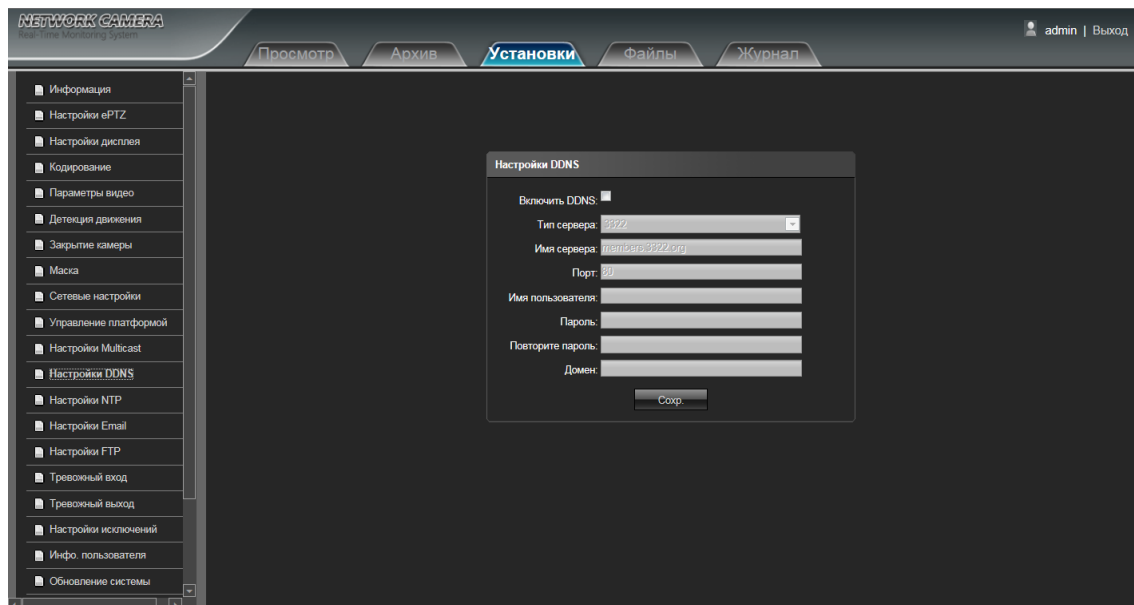 NETWORK CAMERA
Real-Time Monitoring System
admin | Выход
Просмотр Архив Установки Файлы Журнал
Информация
Настройки ePTZ
Настройки дисплея
Кодирование
Параметры видео
Детекция движения
Закрытие камеры
Маска
Сетевые настройки
Управление платформой
Настройки Multicast
Настройки DDNS
Настройки NTP
Настройки Email
Настройки FTP
Тревожный вход
Тревожный выход
Настройки исключений
Инфо. пользователя
Обновление системы
Настройки DDNS
Включить DDNS:
Тип сервера: 3322
Имя сервера: members.3322.org
Порт: 80
Имя пользователя:
Пароль:
Повторите пароль:
Домен:
Сохр.